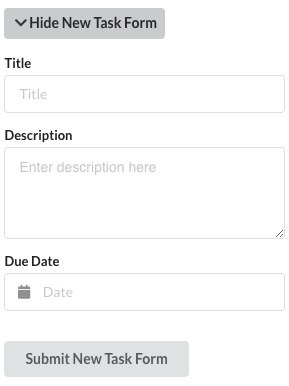 Hide New Task Form
Title
Title
Description
Enter description here
Due Date
Date
Submit New Task Form